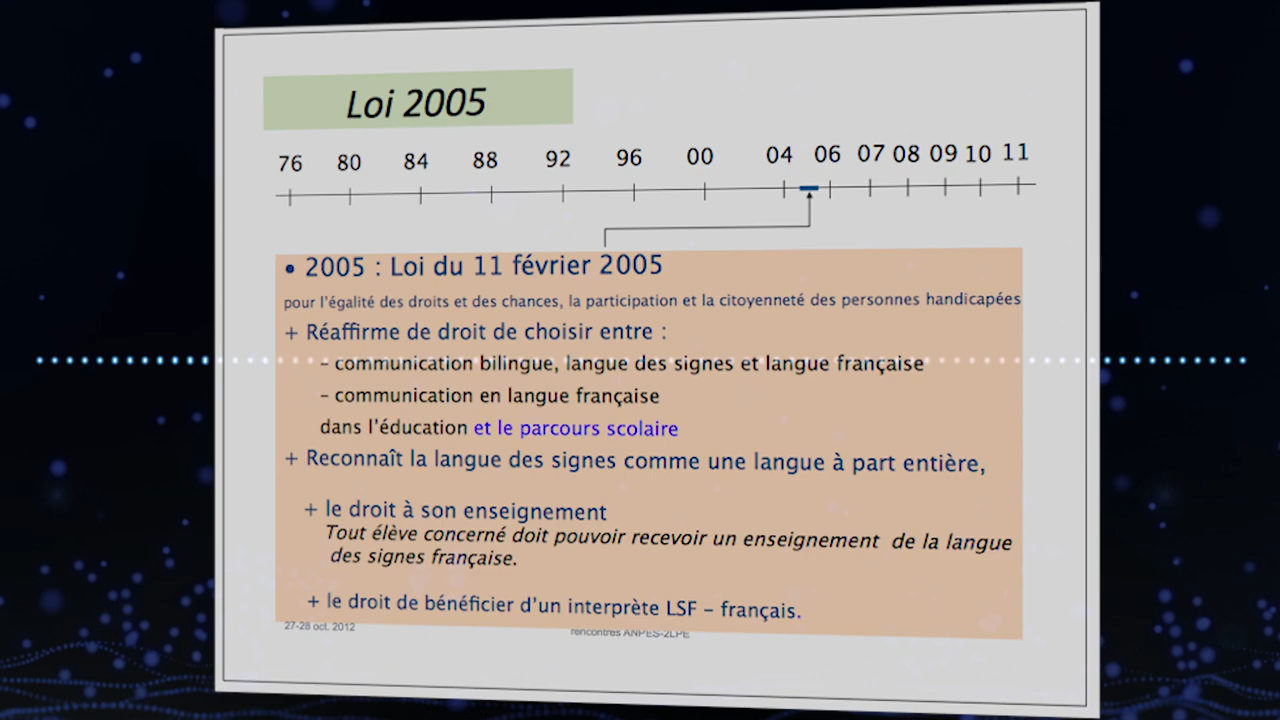 Loi 2005
76 80 84 88 92 96 00 04 06 07 08 09 10 11
• 2005 : Loi du 11 février 2005
pour l'égalité des droits et des chances, la participation et la citoyenneté des personnes handicapées
+ Réaffirme de droit de choisir entre :
– communication bilingue, langue des signes et langue française
– communication en langue française
dans l'éducation et le parcours scolaire
+ Reconnaît la langue des signes comme une langue à part entière,
+ le droit à son enseignement
Tout élève concerné doit pouvoir recevoir un enseignement de la langue
des signes française.
+ le droit de bénéficier d'un interprète LSF – français.
27-28 oct. 2012
rencontres ANPES-2LPE